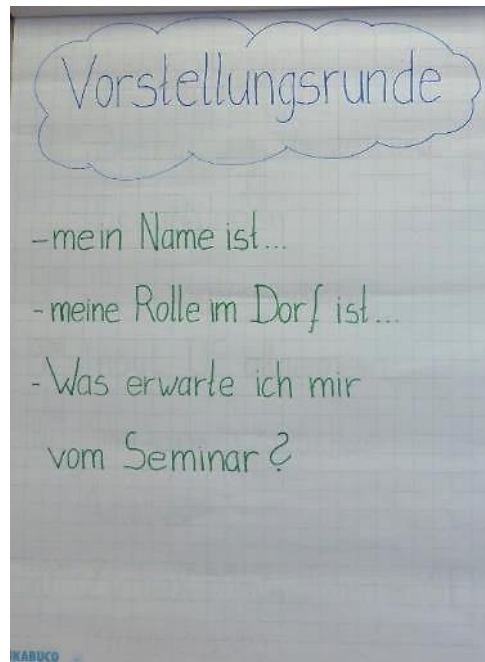 Vorstellungsrunde
-mein Name ist...
-meine Rolle im Dorf ist...
-Was erwarte ich mir
vom Seminar?